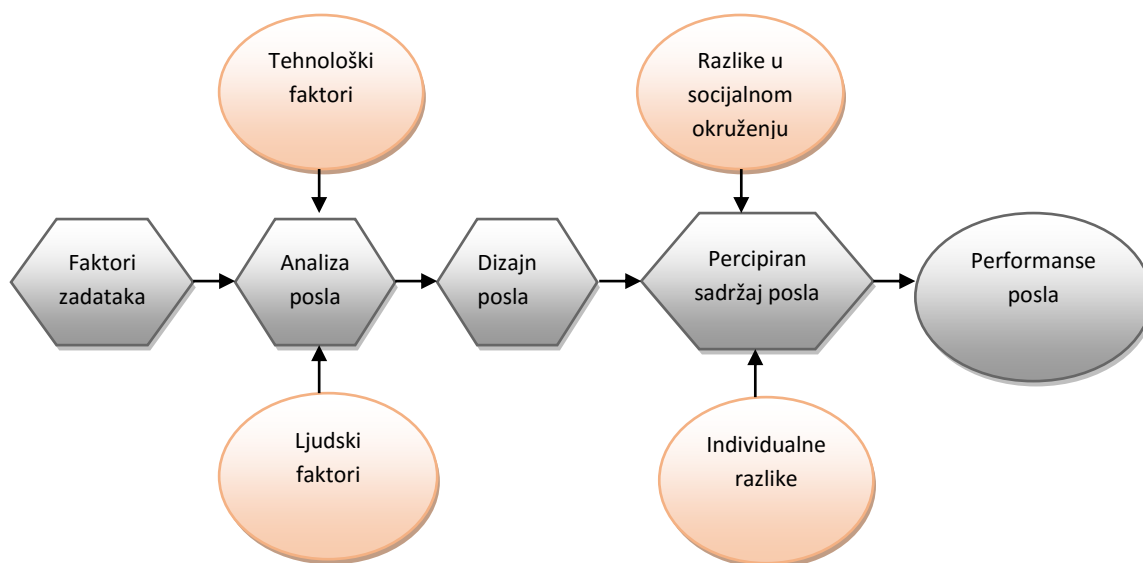 Tehnološki
faktori
Razlike u
socijalnom
okruženju
Faktori
zadataka
Analiza
posla
Dizajn
posla
Percipiran
sadržaj posla
Performanse
posla
Ljudski
faktori
Individualne
razlike